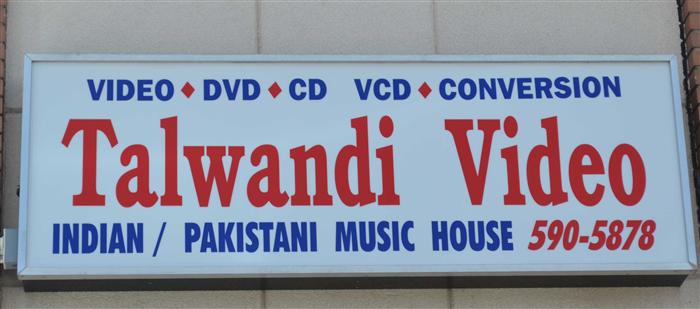 VIDEO ♦ DVD ♦ CD VCD ♦ CONVERSION
Talwandi Video
INDIAN / PAKISTANI MUSIC HOUSE 590-5878